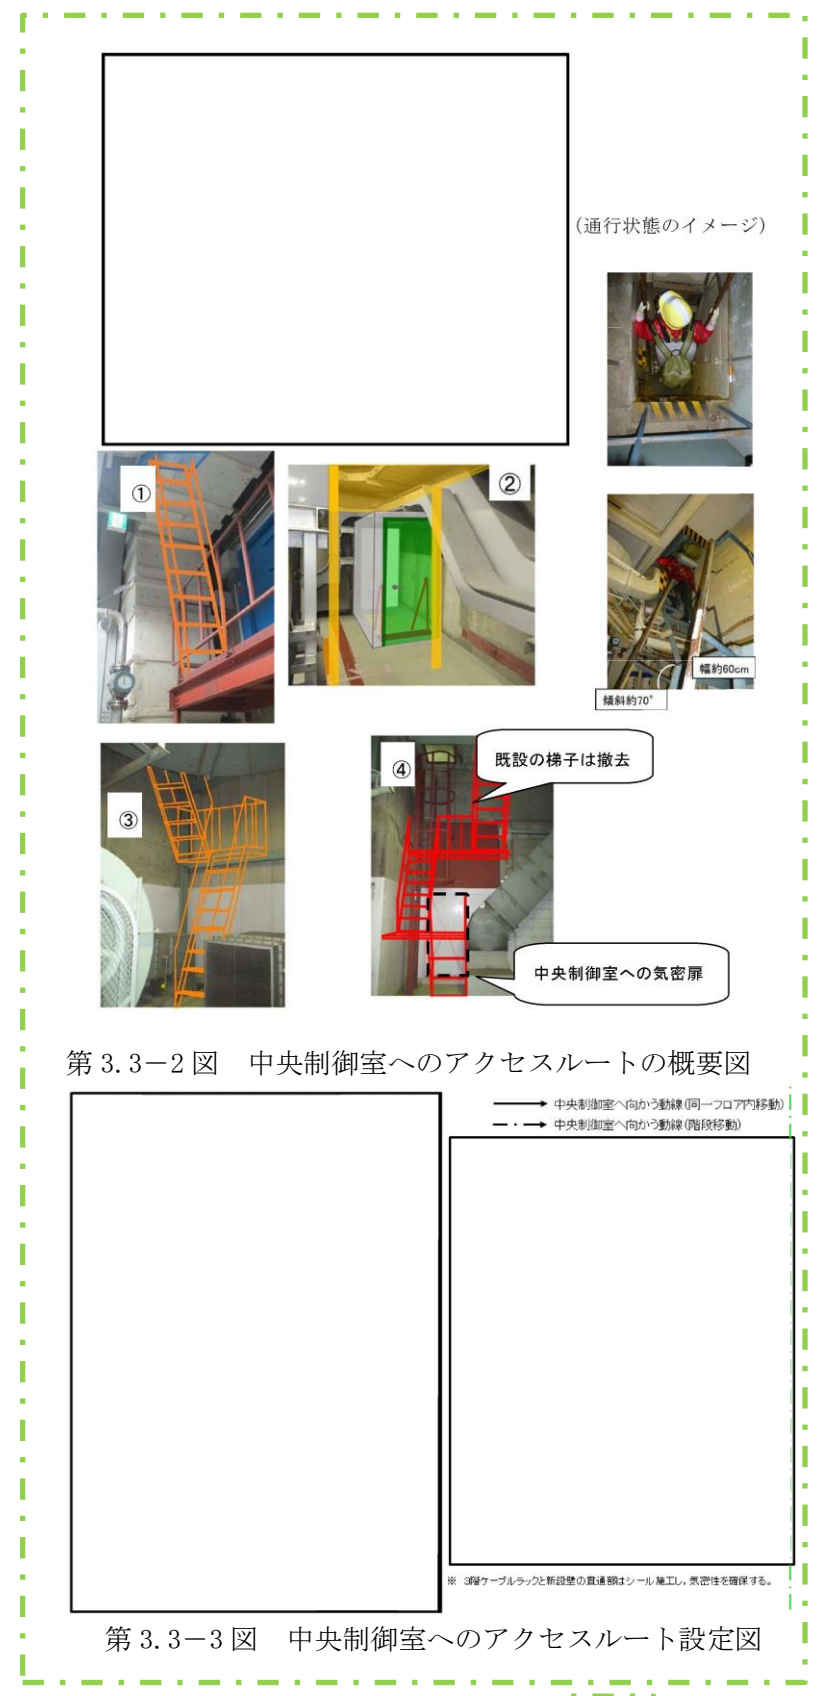 (通行状態のイメージ)
①
②
幅約60cm
傾斜約70°
③
④
既設の梯子は撤去
中央制御室への気密扉
第3.3－2図　中央制御室へのアクセスルートの概要図
中央制御室へ向かう動線(同一フロア内移動)
中央制御室へ向かう動線(階段移動)
※ 3階ケーブルラックと新設壁の貫通部はシール施工し，気密性を確保する。
第3.3－3図　中央制御室へのアクセスルート設定図